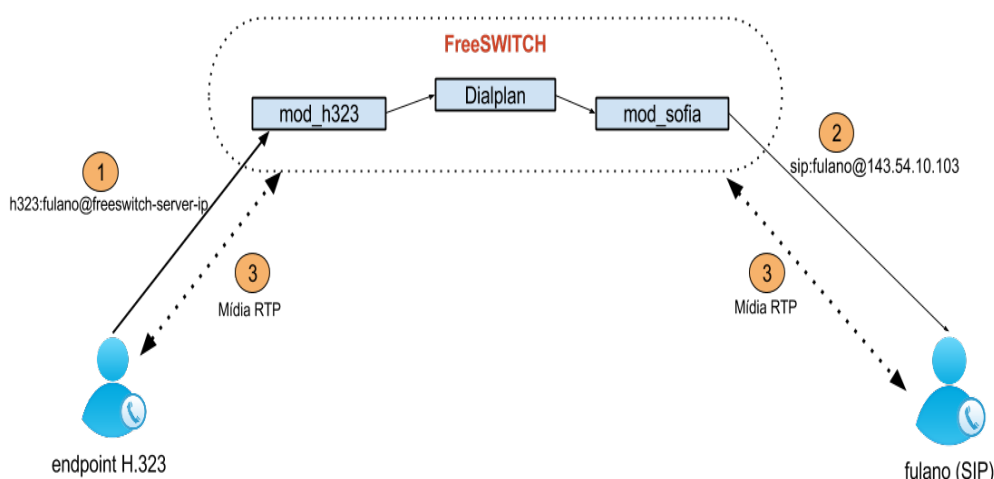 FreeSWITCH
mod_h323
Dialplan
mod_sofia
1
h323:fulano@freeswitch-server-ip
2
sip:fulano@143.54.10.103
3
Mídia RTP
3
Mídia RTP
endpoint H.323
fulano (SIP)